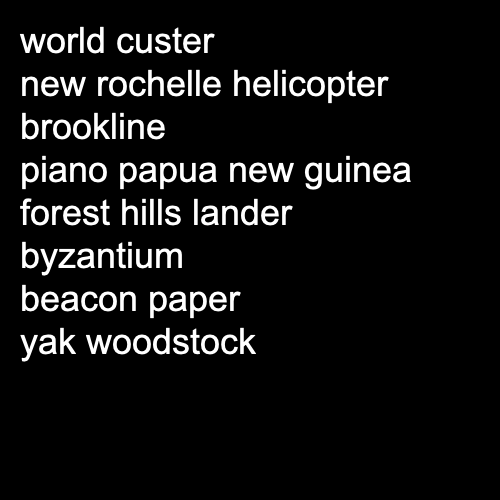 world custer
new rochelle helicopter
brookline
piano papua new guinea
forest hills lander
byzantium
beacon paper
yak woodstock